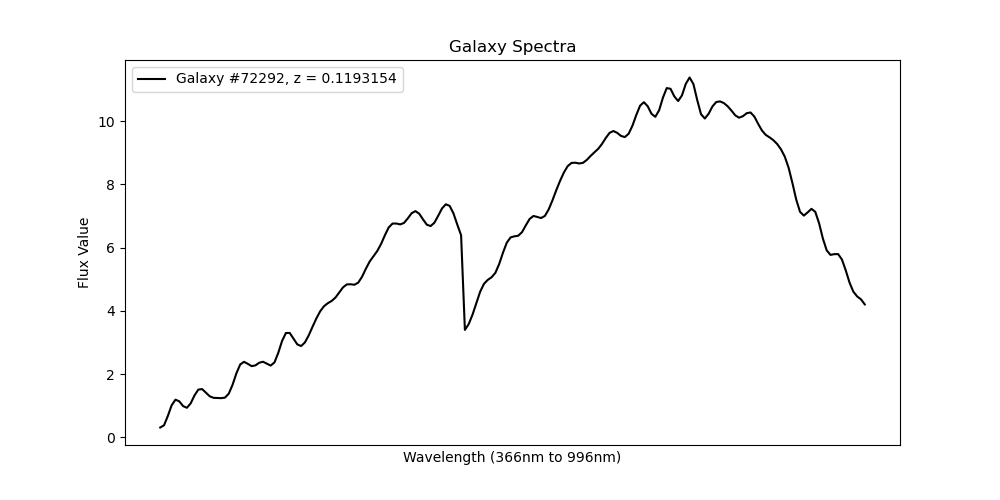 Galaxy Spectra
Galaxy #72292, z = 0.1193154
10
8
6
4
2
0
Flux Value
Wavelength (366nm to 996nm)